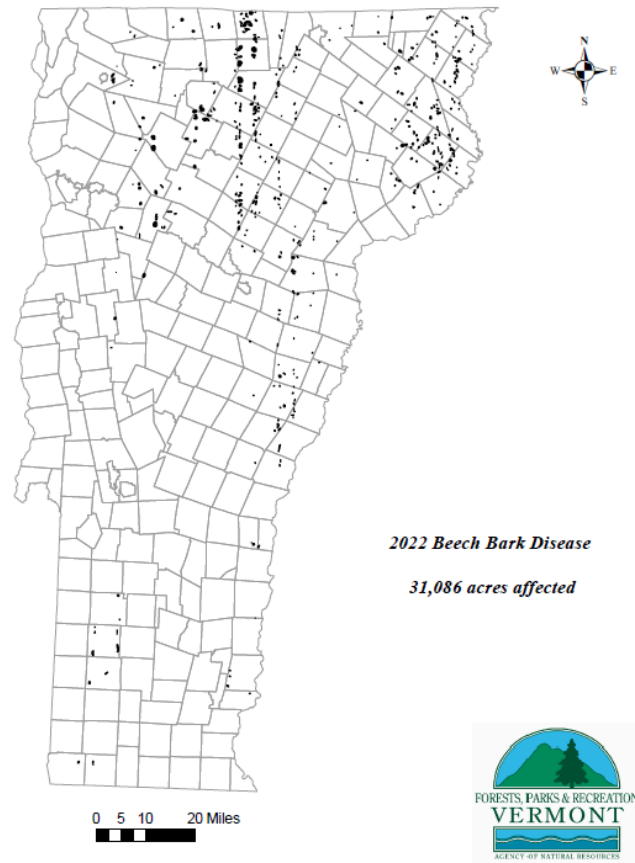 N
W E
S
2022 Beech Bark Disease
31,086 acres affected
FORESTS, PARKS & RECREATION
VERMONT
AGENCY OF NATURAL RESOURCES
0 5 10 20 Miles